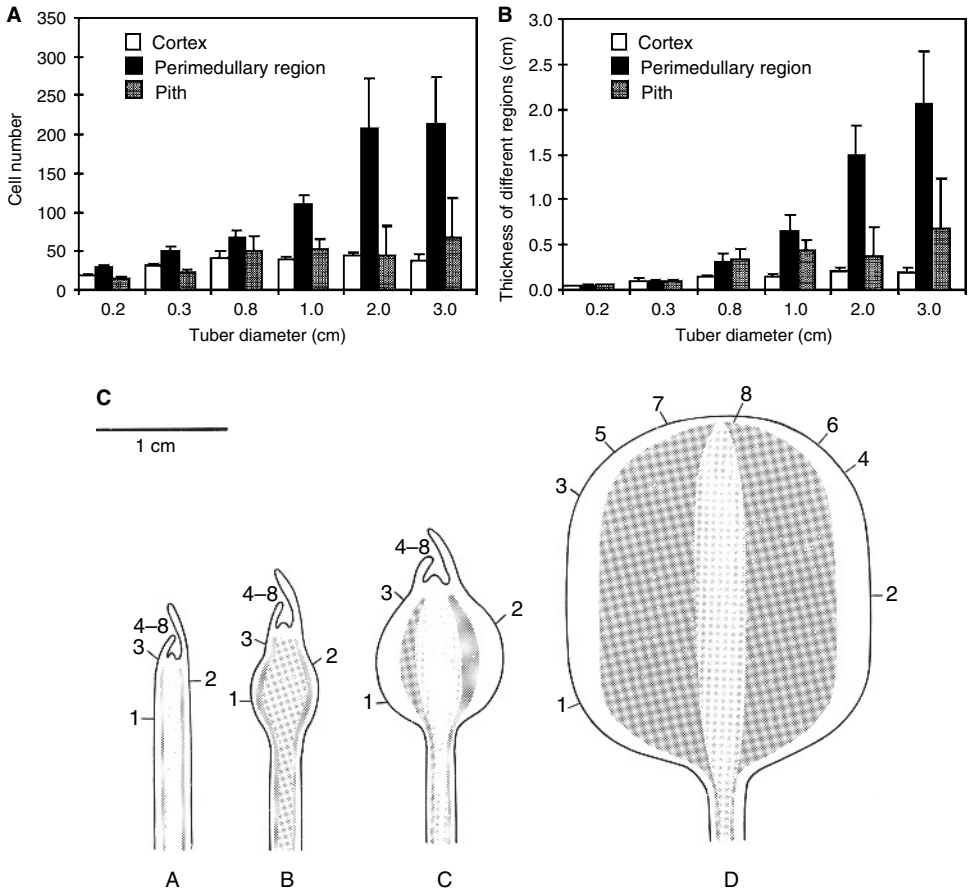 A
350
300
250
200
150
100
50
0
Cell number
Cortex
Perimedullary region
Pith
0.2 0.3 0.8 1.0 2.0 3.0
Tuber diameter (cm)
B
3.0
2.5
2.0
1.5
1.0
0.5
0.0
Thickness of different regions (cm)
Cortex
Perimedullary region
Pith
0.2 0.3 0.8 1.0 2.0 3.0
Tuber diameter (cm)
C
1 cm
4–8
3
2
1
A
4–8
3
2
1
B
4–8
3
2
1
C
7 8
5 6
3 4
2
1
D